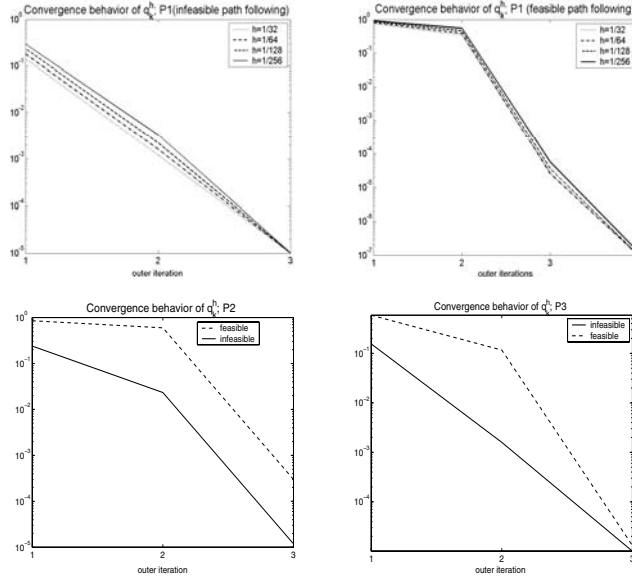 Convergence behavior of q_k^h; P1(infeasible path following)
10^0
h=1/32
h=1/64
h=1/128
h=1/256
10^-1
10^-2
10^-3
10^-4
10^-5
1 2 3
outer iteration
Convergence behavior of q_k^h, P1 (feasible path following
10^0
h=1/32
h=1/64
h=1/128
h=1/256
10^-1
10^-2
10^-3
10^-4
10^-5
10^-6
10^-7
1 2 3
outer iterations
Convergence behavior of q_k^h; P2
10^0
feasible
infeasible
10^-1
10^-2
10^-3
10^-4
10^-5
1 2 3
outer iteration
Convergence behavior of q_k^h; P3
infeasible
feasible
10^-1
10^-2
10^-3
10^-4
1 2 3
outer iteration